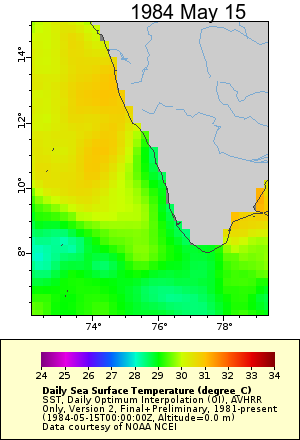 1984 May 15
14°
12°
10°
8°
74°
76°
78°
24 25 26 27 28 29 30 31 32 33 34
Daily Sea Surface Temperature (degree_C)
SST, Daily Optimum Interpolation (OI), AVHRR
Only, Version 2, Final+Preliminary, 1981-present
(1984-05-15T00:00:00Z, Altitude=0.0 m)
Data courtesy of NOAA NCEI